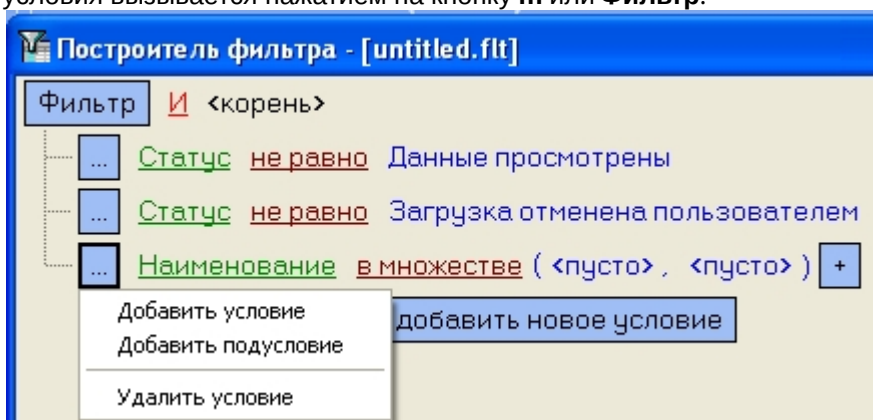 условия вызывается нажатием на кнопку ... или Фильтр.
Построитель фильтра - [untitled.flt]
Фильтр И <корень>
... Статус не равно Данные просмотрены
... Статус не равно Загрузка отменена пользователем
... Наименование в множестве ( <пусто> , <пусто> ) +
Добавить условие
добавить новое условие
Добавить подусловие
Удалить условие